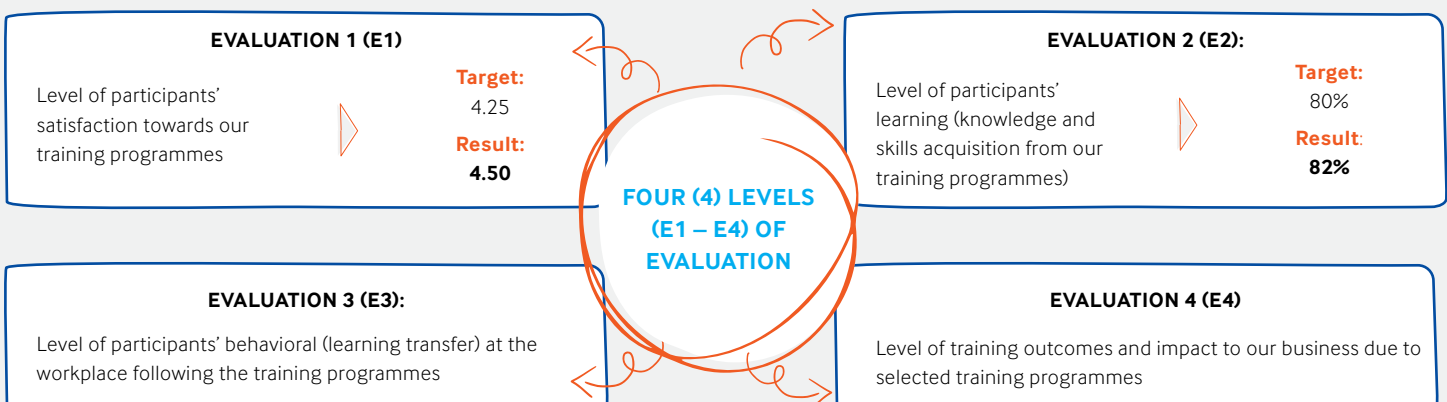 EVALUATION 1 (E1)
Level of participants'
satisfaction towards our
training programmes
Target:
4.25
Result:
4.50
EVALUATION 2 (E2):
Level of participants'
learning (knowledge and
skills acquisition from our
training programmes)
Target:
80%
Result:
82%
FOUR (4) LEVELS
(E1 – E4) OF
EVALUATION
EVALUATION 3 (E3):
Level of participants' behavioral (learning transfer) at the
workplace following the training programmes
EVALUATION 4 (E4)
Level of training outcomes and impact to our business due to
selected training programmes